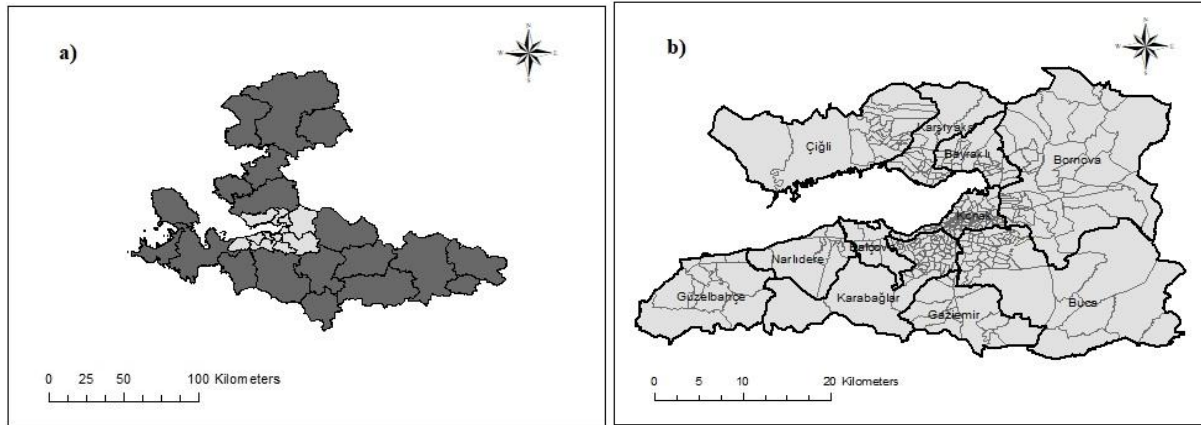 a)
N
W
E
S
0 25 50 100 Kilometers
b)
N
W
E
S
Çiğli
Karşıyaka
Bayraklı
Bornova
Konak
Balçova
Narlıdere
Güzelbahçe
Karabağlar
Gaziemir
Buca
0 5 10 20 Kilometers